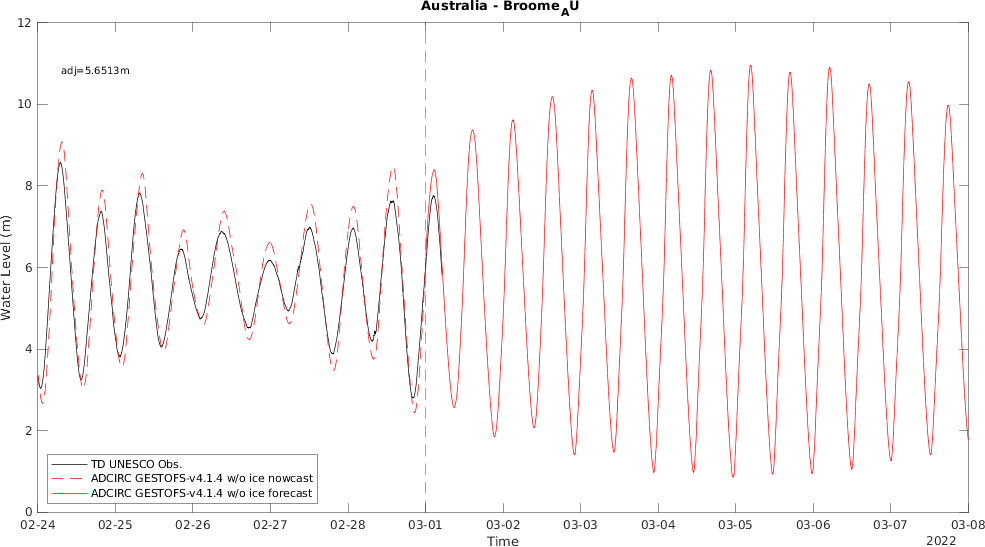 Australia - Broome_AU
12
adj=5.6513m
10
8
6
4
2
0
Water Level (m)
TD UNESCO Obs.
ADCIRC GESTOFS-v4.1.4 w/o ice nowcast
ADCIRC GESTOFS-v4.1.4 w/o ice forecast
02-24 02-25 02-26 02-27 02-28 03-01 03-02 03-03 03-04 03-05 03-06 03-07 03-08
Time
2022